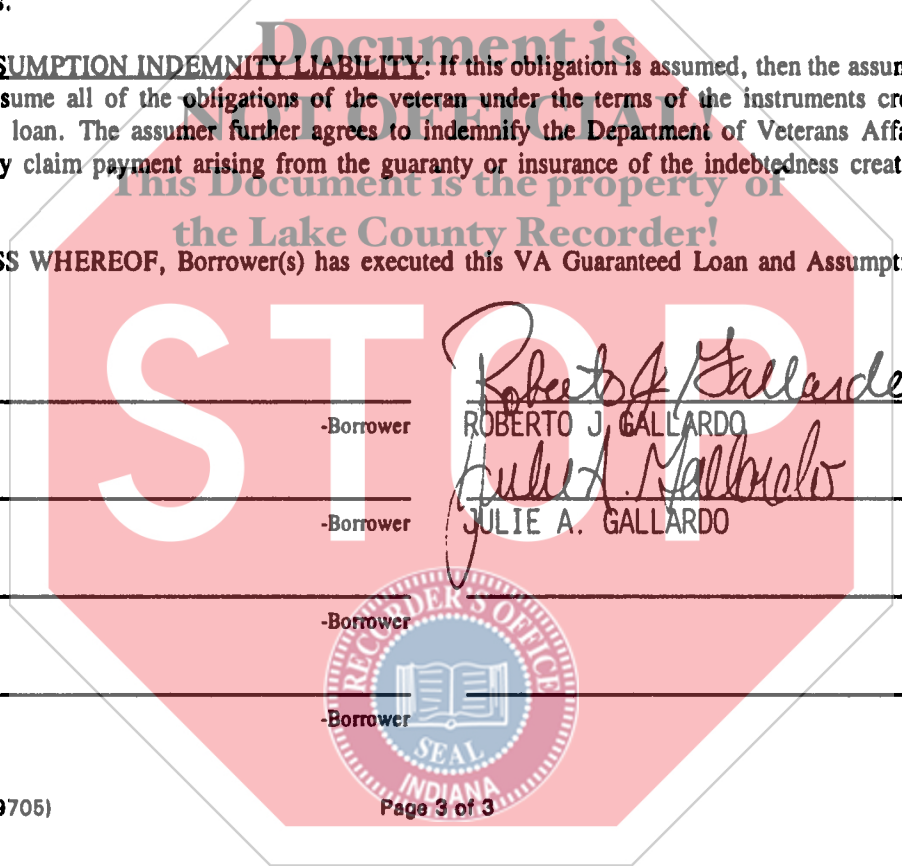 s.
Document is
SUMPTION INDEMNITY LIABILITY: If this obligation is assumed, then the assum
sume all of the obligations of the veteran under the terms of the instruments cre
NOT OFFICIAL!
loan. The assumer further agrees to indemnify the Department of Veterans Affa
y claim payment arising from the guaranty or insurance of the indebtedness creat
This Document is the property of
the Lake County Recorder!
SS WHEREOF, Borrower(s) has executed this VA Guaranteed Loan and Assumpt
STOP
Roberto J Gallardo
-Borrower ROBERTO J GALLARDO
Julie A. Gallardo
-Borrower JULIE A. GALLARDO
-Borrower
-Borrower
RECORDER'S OFFICE
SEAL
INDIANA
9705) Page 3 of 3